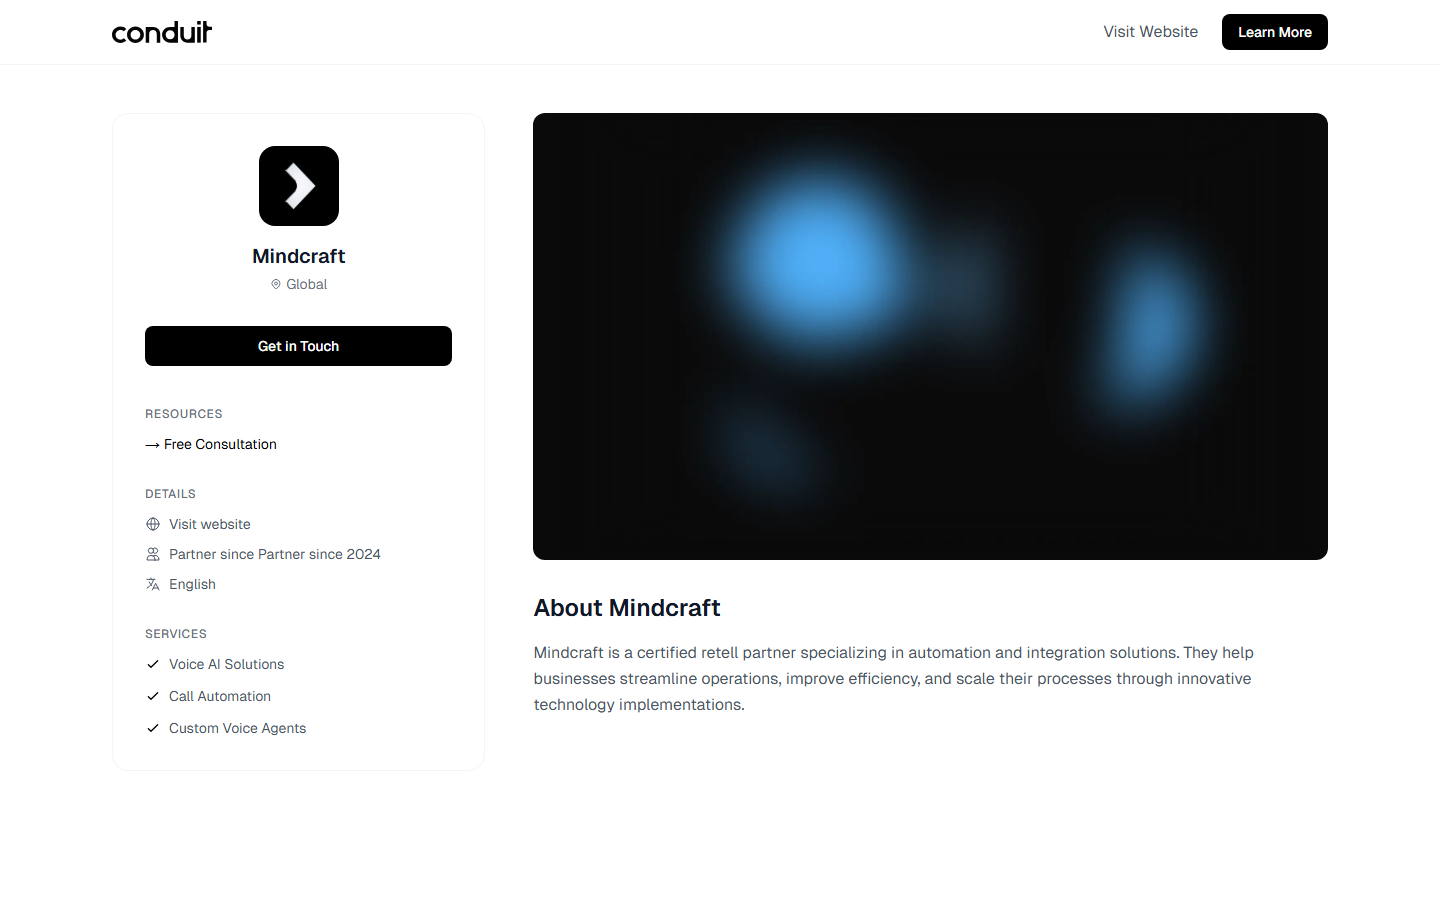 conduit
Visit Website
Learn More
Mindcraft
Global
Get in Touch
RESOURCES
→ Free Consultation
DETAILS
Visit website
Partner since Partner since 2024
English
SERVICES
Voice AI Solutions
Call Automation
Custom Voice Agents
About Mindcraft
Mindcraft is a certified retell partner specializing in automation and integration solutions. They help
businesses streamline operations, improve efficiency, and scale their processes through innovative
technology implementations.